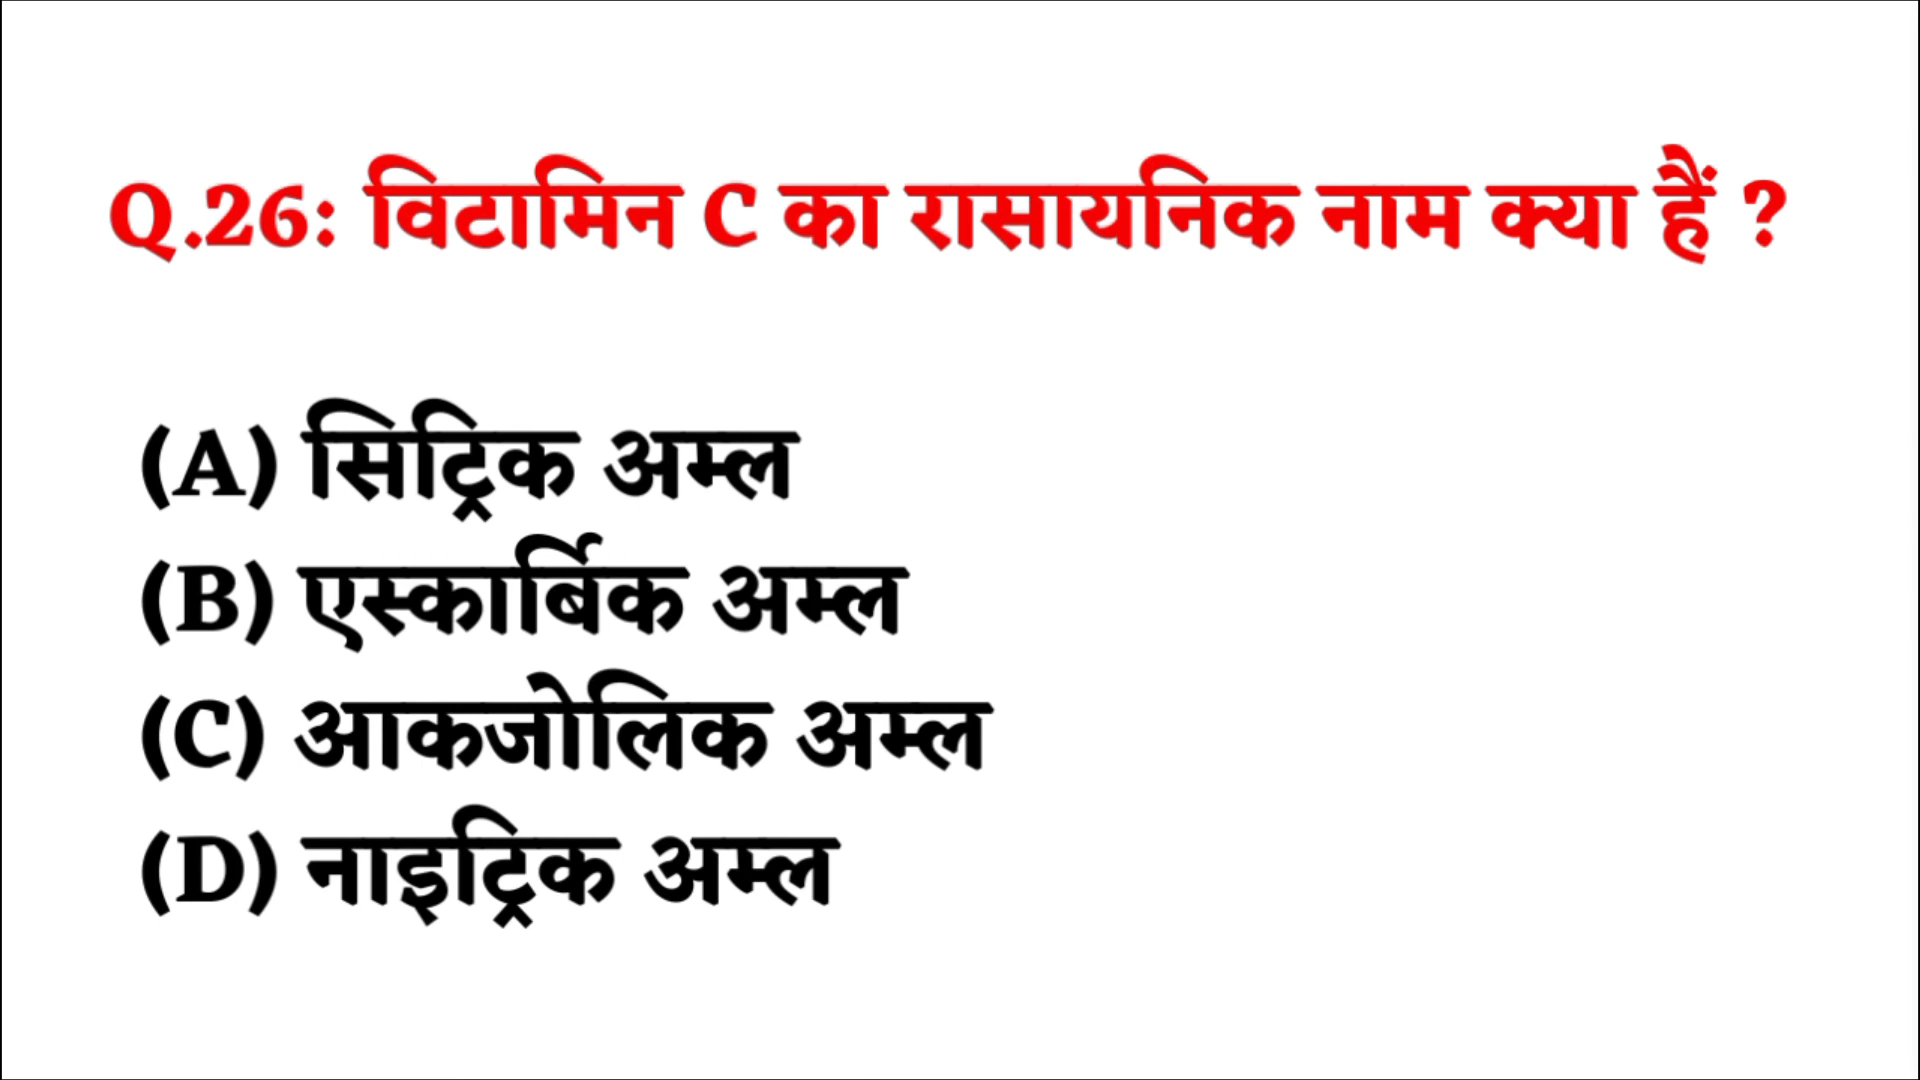 Q.26: विटामिन C का रासायनिक नाम क्या हैं ?
(A) सिट्रिक अम्ल
(B) एस्कार्बिक अम्ल
(C) आकजोलिक अम्ल
(D) नाइट्रिक अम्ल